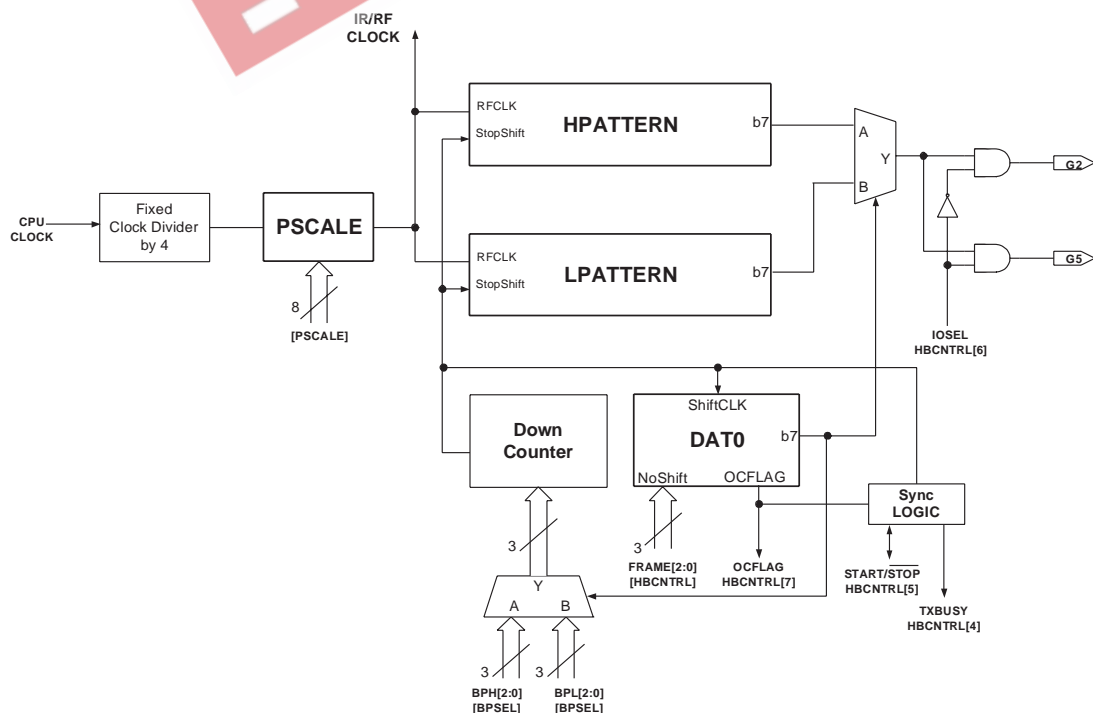 IR/RF
CLOCK
RFCLK
StopShift
HPATTERN
b7
A
B
Y
G2
CPU
CLOCK
Fixed
Clock Divider
by 4
PSCALE
8
[PSCALE]
RFCLK
StopShift
LPATTERN
b7
G5
IOSEL
HBCNTRL[6]
Down
Counter
ShiftCLK
DAT0
b7
NoShift
OCFLAG
Sync
LOGIC
3
3
FRAME[2:0]
[HBCNTRL]
OCFLAG
HBCNTRL[7]
START/STOP
HBCNTRL[5]
TXBUSY
HBCNTRL[4]
Y
A
B
3
3
BPH[2:0]
[BPSEL]
BPL[2:0]
[BPSEL]